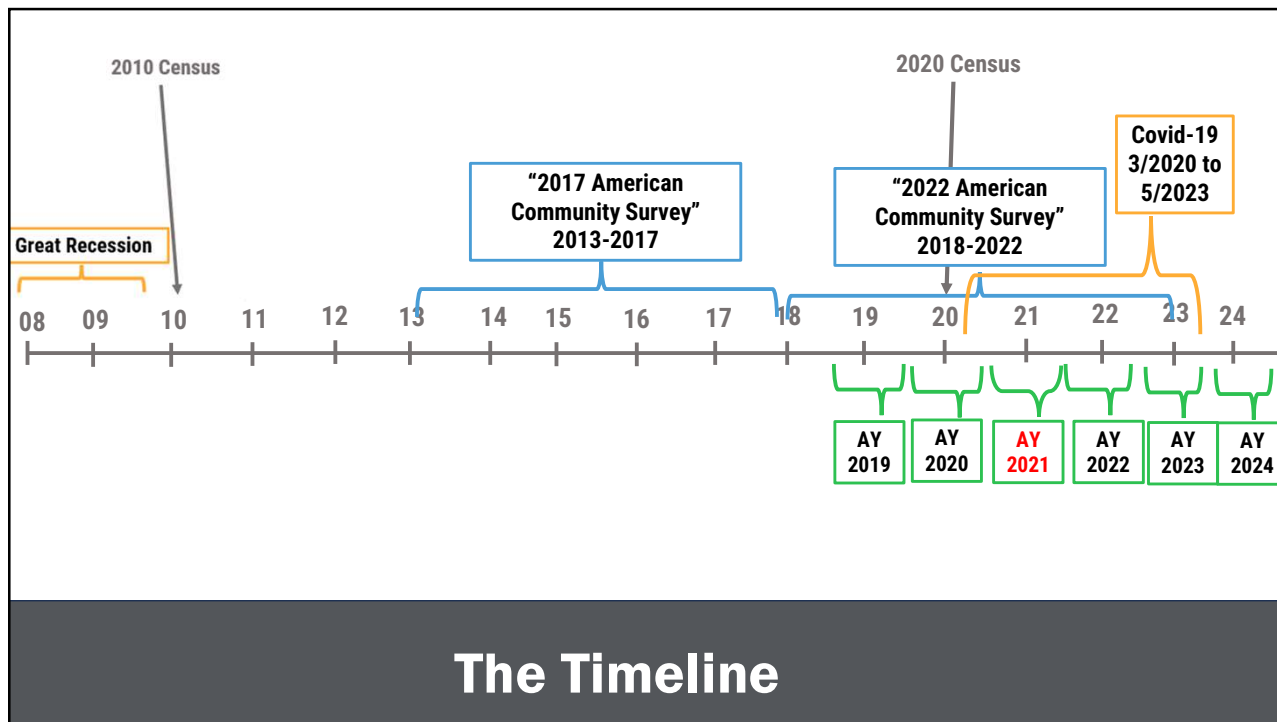 2010 Census
2020 Census
Covid-19
3/2020 to
5/2023
“2017 American
Community Survey”
2013-2017
“2022 American
Community Survey”
2018-2022
Great Recession
08 09 10 11 12 13 14 15 16 17 18 19 20 21 22 23 24
AY
2019
AY
2020
AY
2021
AY
2022
AY
2023
AY
2024
The Timeline